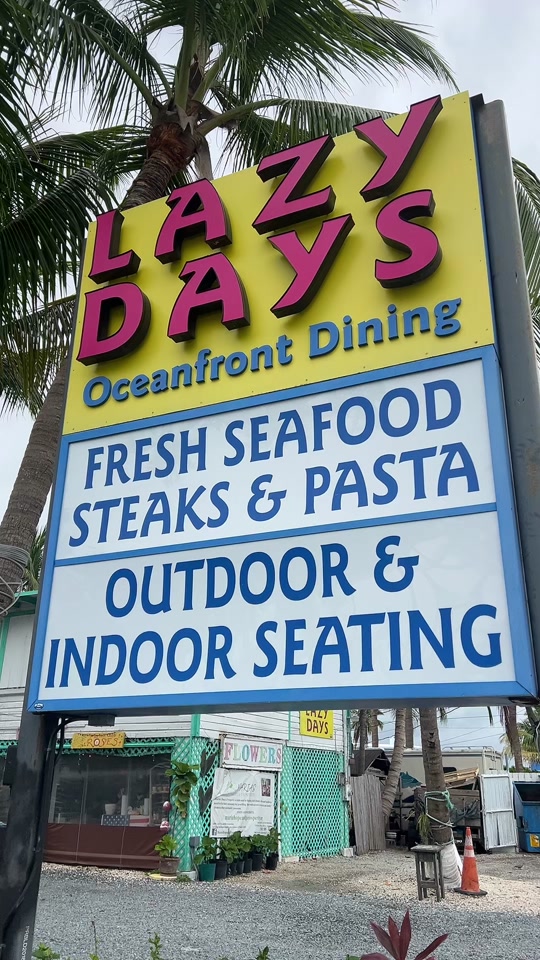 LAZY
DAYS
Oceanfront Dining
FRESH SEAFOOD
STEAKS & PASTA
OUTDOOR &
INDOOR SEATING
LAZY
DAYS
FLOWERS